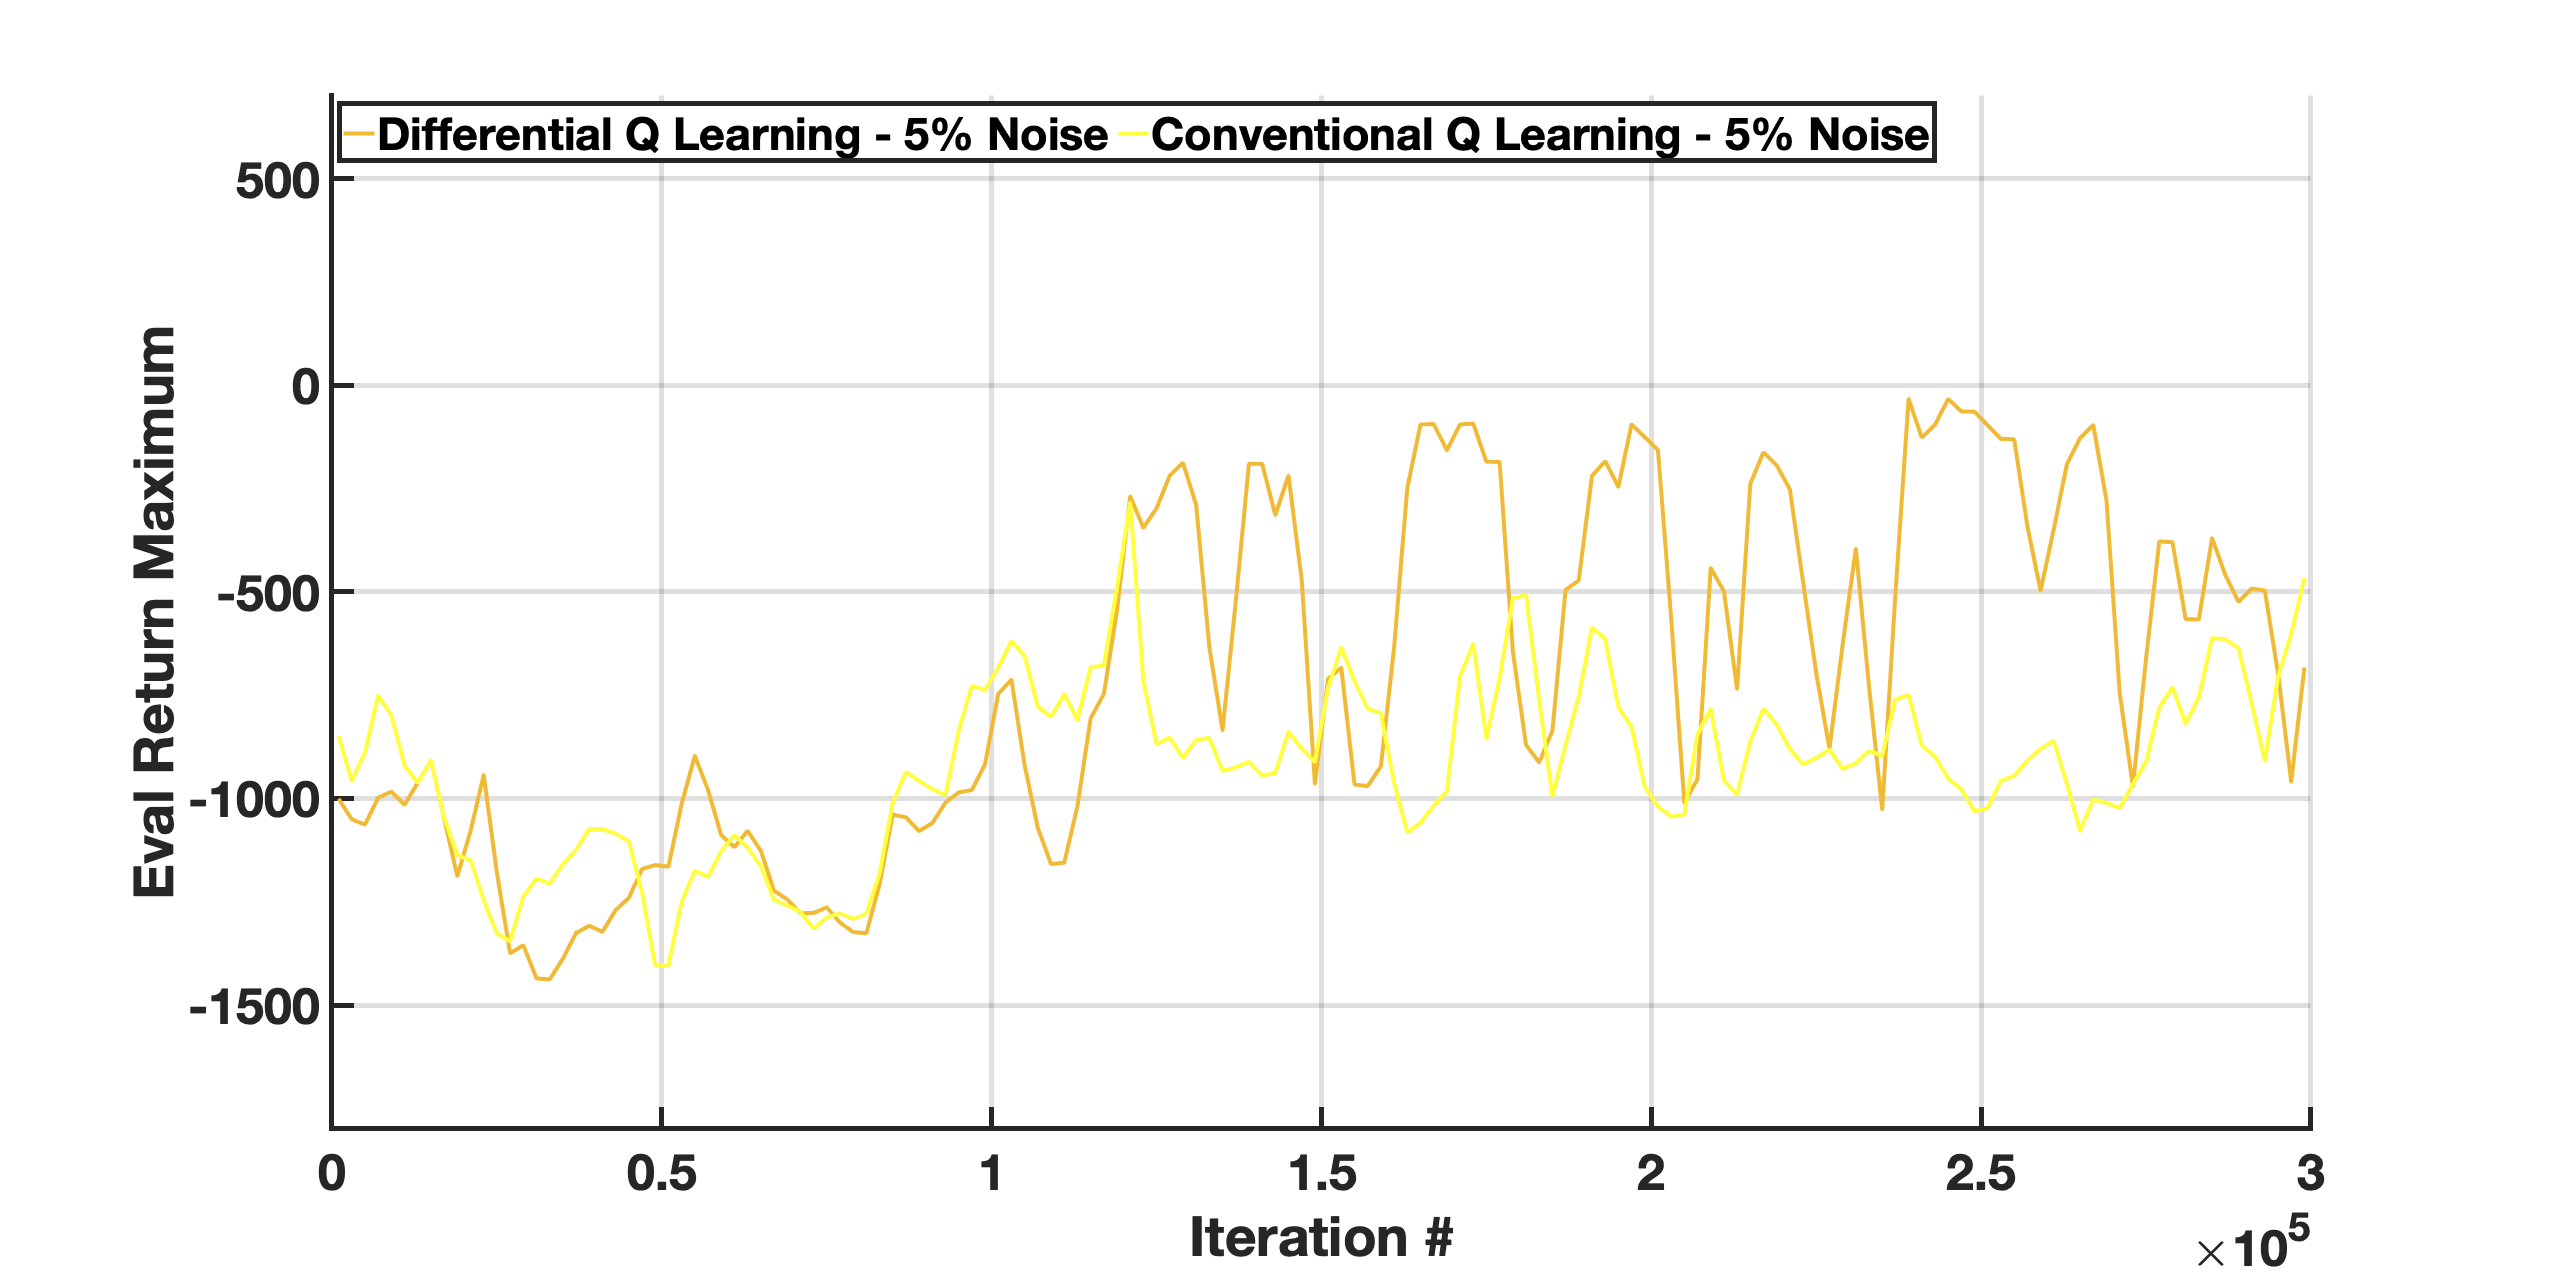 Differential Q Learning - 5% Noise Conventional Q Learning - 5% Noise
500
0
-500
-1000
-1500
Eval Return Maximum
0 0.5 1 1.5 2 2.5 3
Iteration #
×10⁵